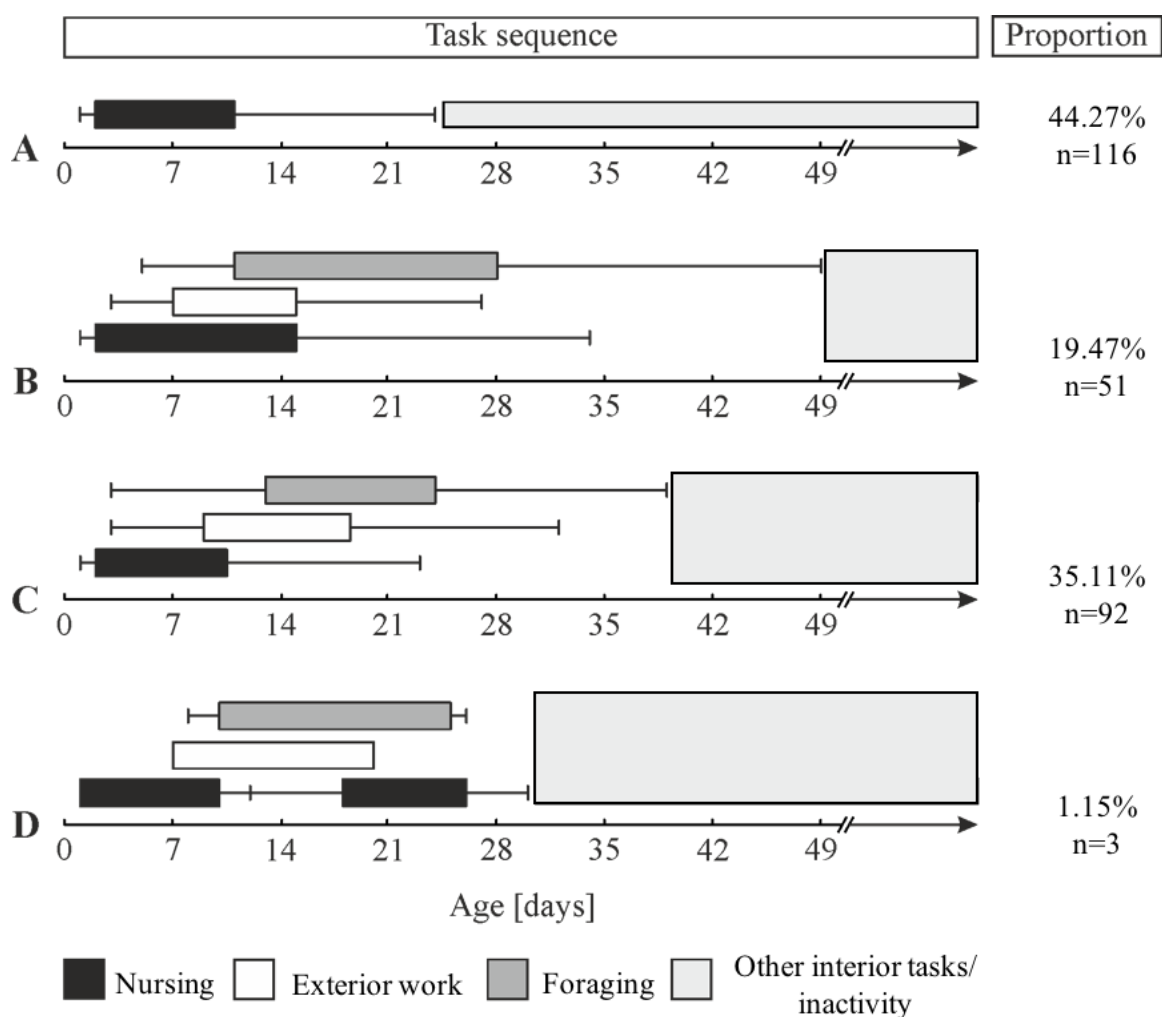 Task sequence Proportion
44.27%
A n=116
0 7 14 21 28 35 42 49
19.47%
B n=51
0 7 14 21 28 35 42 49
35.11%
C n=92
0 7 14 21 28 35 42 49
1.15%
D n=3
0 7 14 21 28 35 42 49
Age [days]
Nursing Exterior work Foraging Other interior tasks/
inactivity